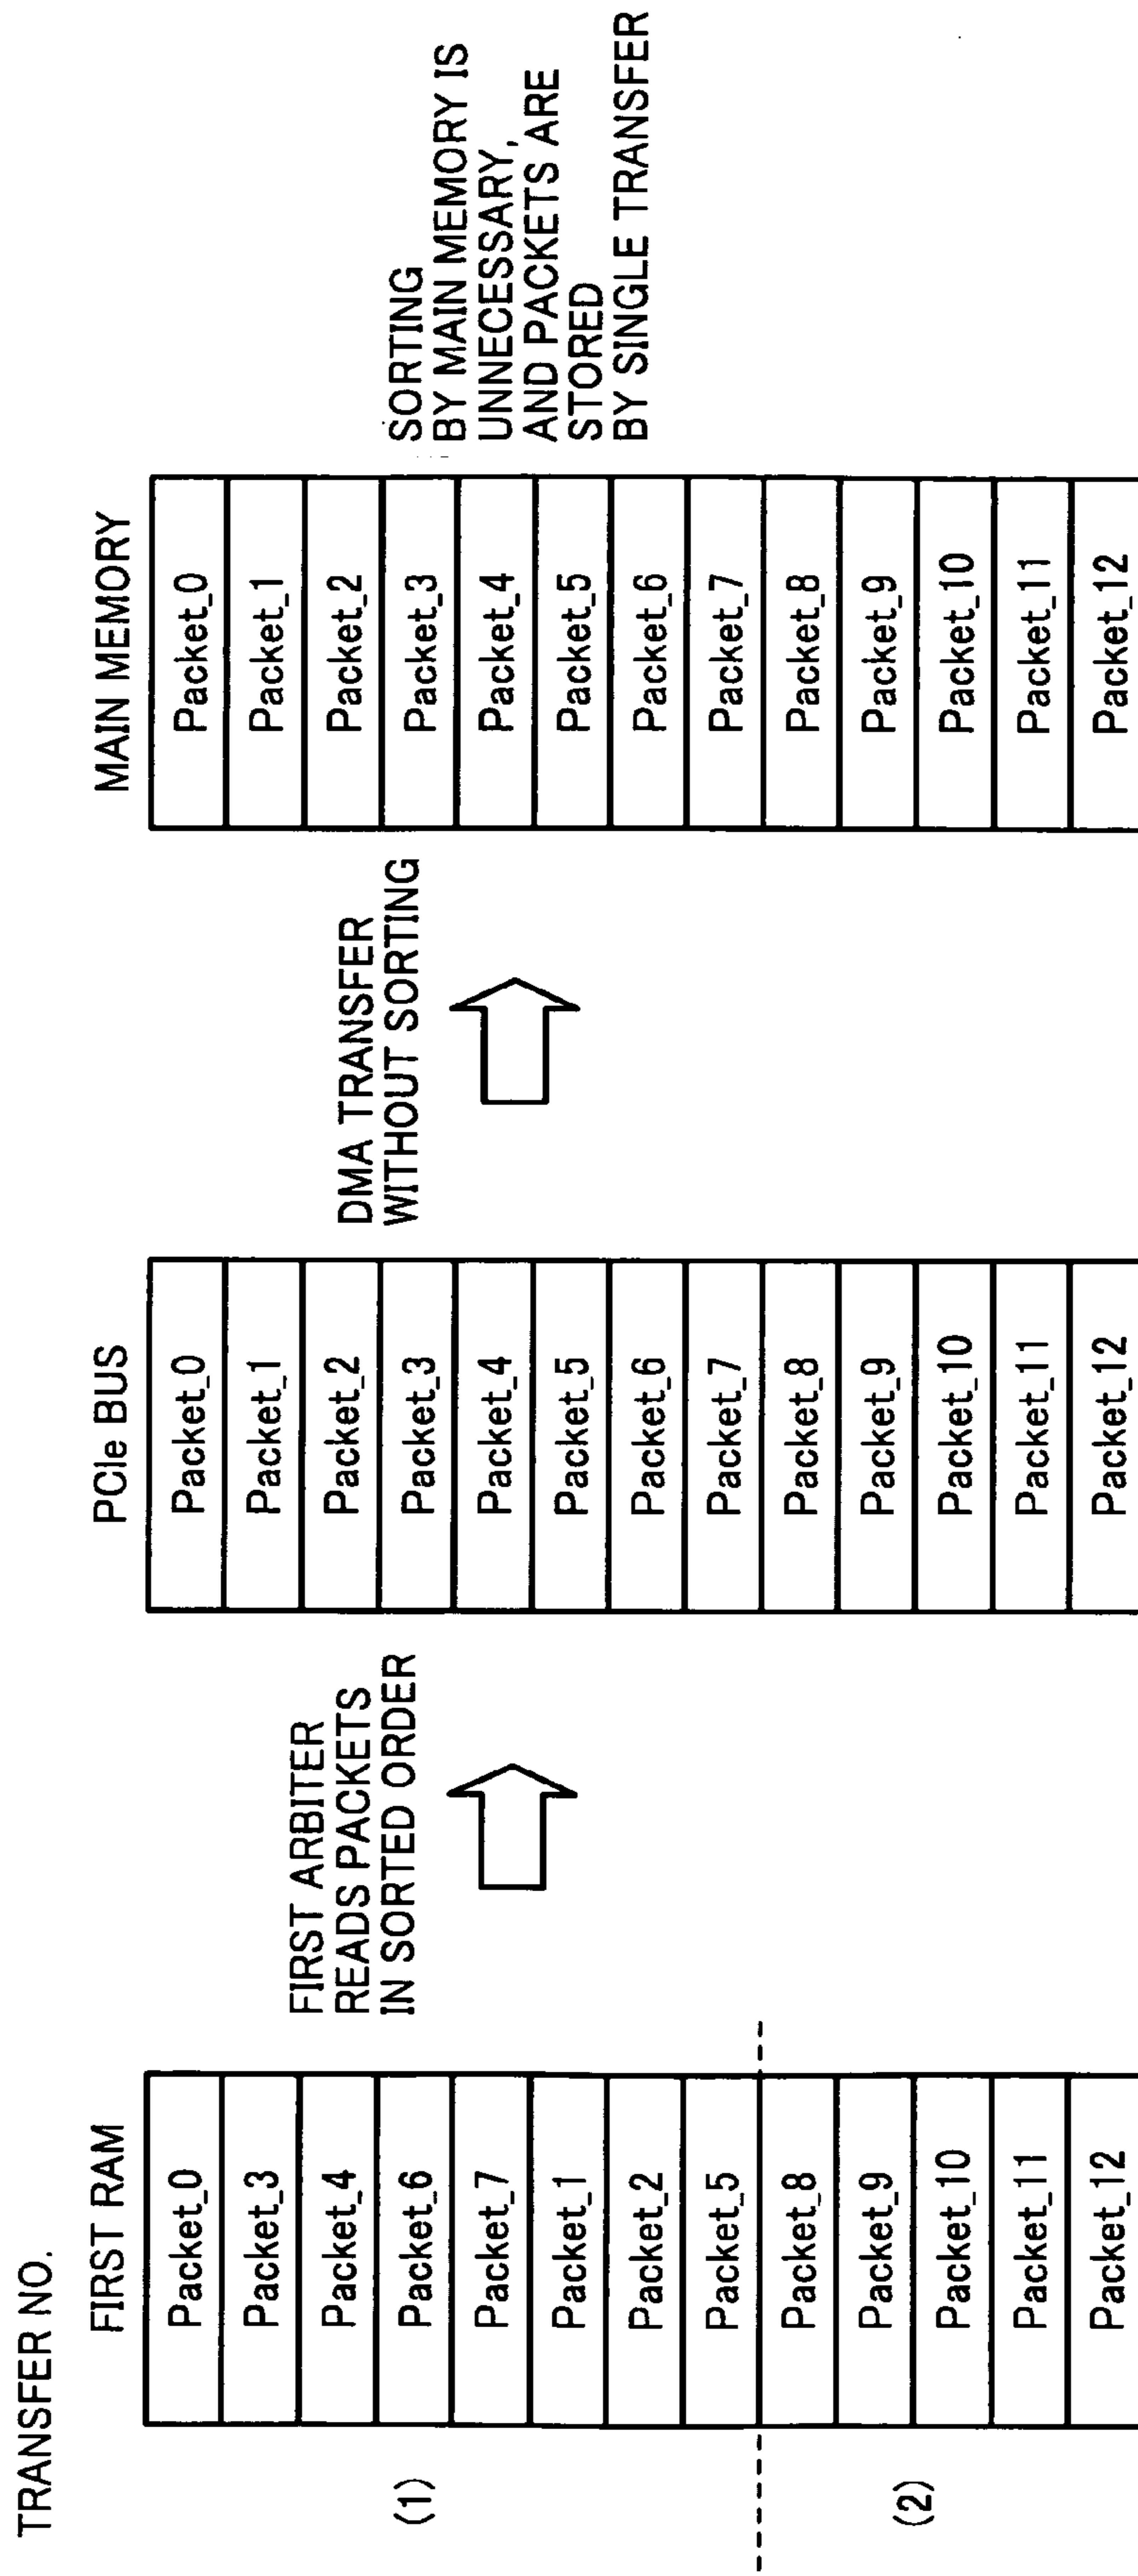 TRANSFER NO.
FIRST RAM
Packet_0
Packet_3
Packet_4
Packet_6
Packet_7
Packet_1
Packet_2
Packet_5
Packet_8
Packet_9
Packet_10
Packet_11
Packet_12
(1)
(2)
FIRST ARBITER
READS PACKETS
IN SORTED ORDER
PCIe BUS
Packet_0
Packet_1
Packet_2
Packet_3
Packet_4
Packet_5
Packet_6
Packet_7
Packet_8
Packet_9
Packet_10
Packet_11
Packet_12
DMA TRANSFER
WITHOUT SORTING
MAIN MEMORY
Packet_0
Packet_1
Packet_2
Packet_3
Packet_4
Packet_5
Packet_6
Packet_7
Packet_8
Packet_9
Packet_10
Packet_11
Packet_12
SORTING
BY MAIN MEMORY IS
UNNECESSARY,
AND PACKETS ARE
STORED
BY SINGLE TRANSFER